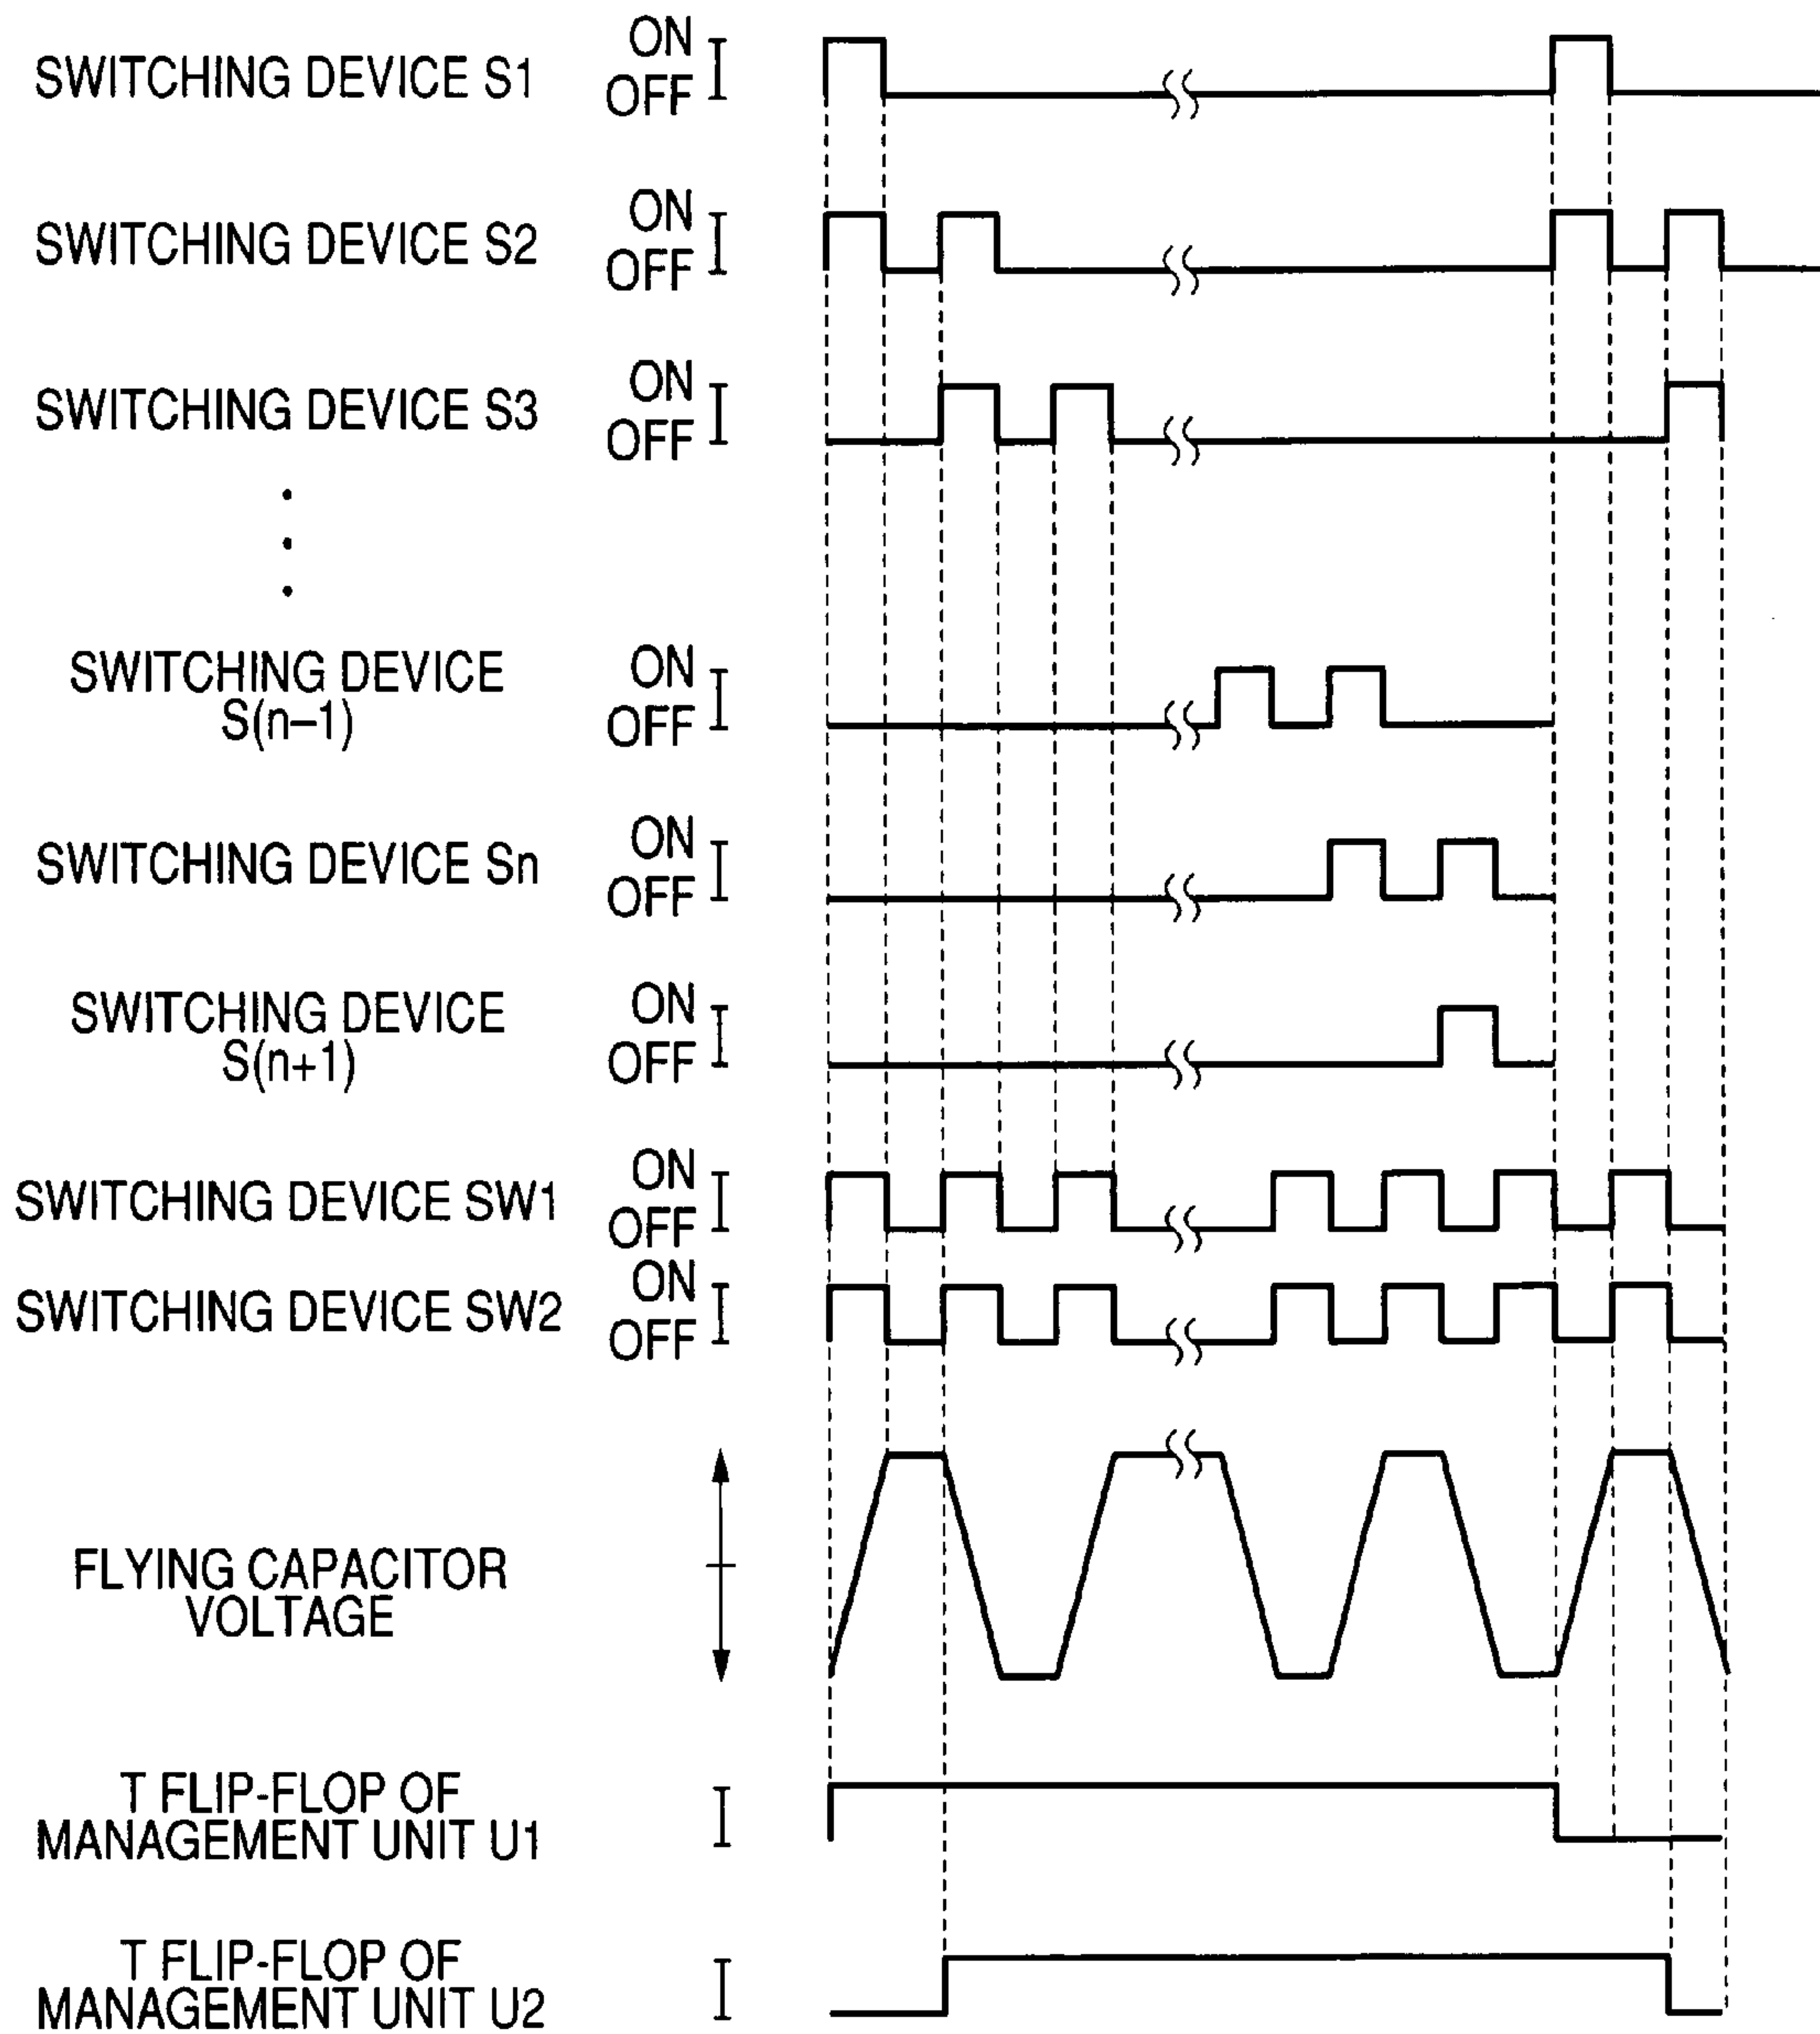 SWITCHING DEVICE S1
ON
OFF
SWITCHING DEVICE S2
ON
OFF
SWITCHING DEVICE S3
ON
OFF
SWITCHING DEVICE
S(n–1)
ON
OFF
SWITCHING DEVICE Sn
ON
OFF
SWITCHING DEVICE
S(n+1)
ON
OFF
SWITCHING DEVICE SW1
ON
OFF
SWITCHING DEVICE SW2
ON
OFF
FLYING CAPACITOR
VOLTAGE
T FLIP-FLOP OF
MANAGEMENT UNIT U1
T FLIP-FLOP OF
MANAGEMENT UNIT U2